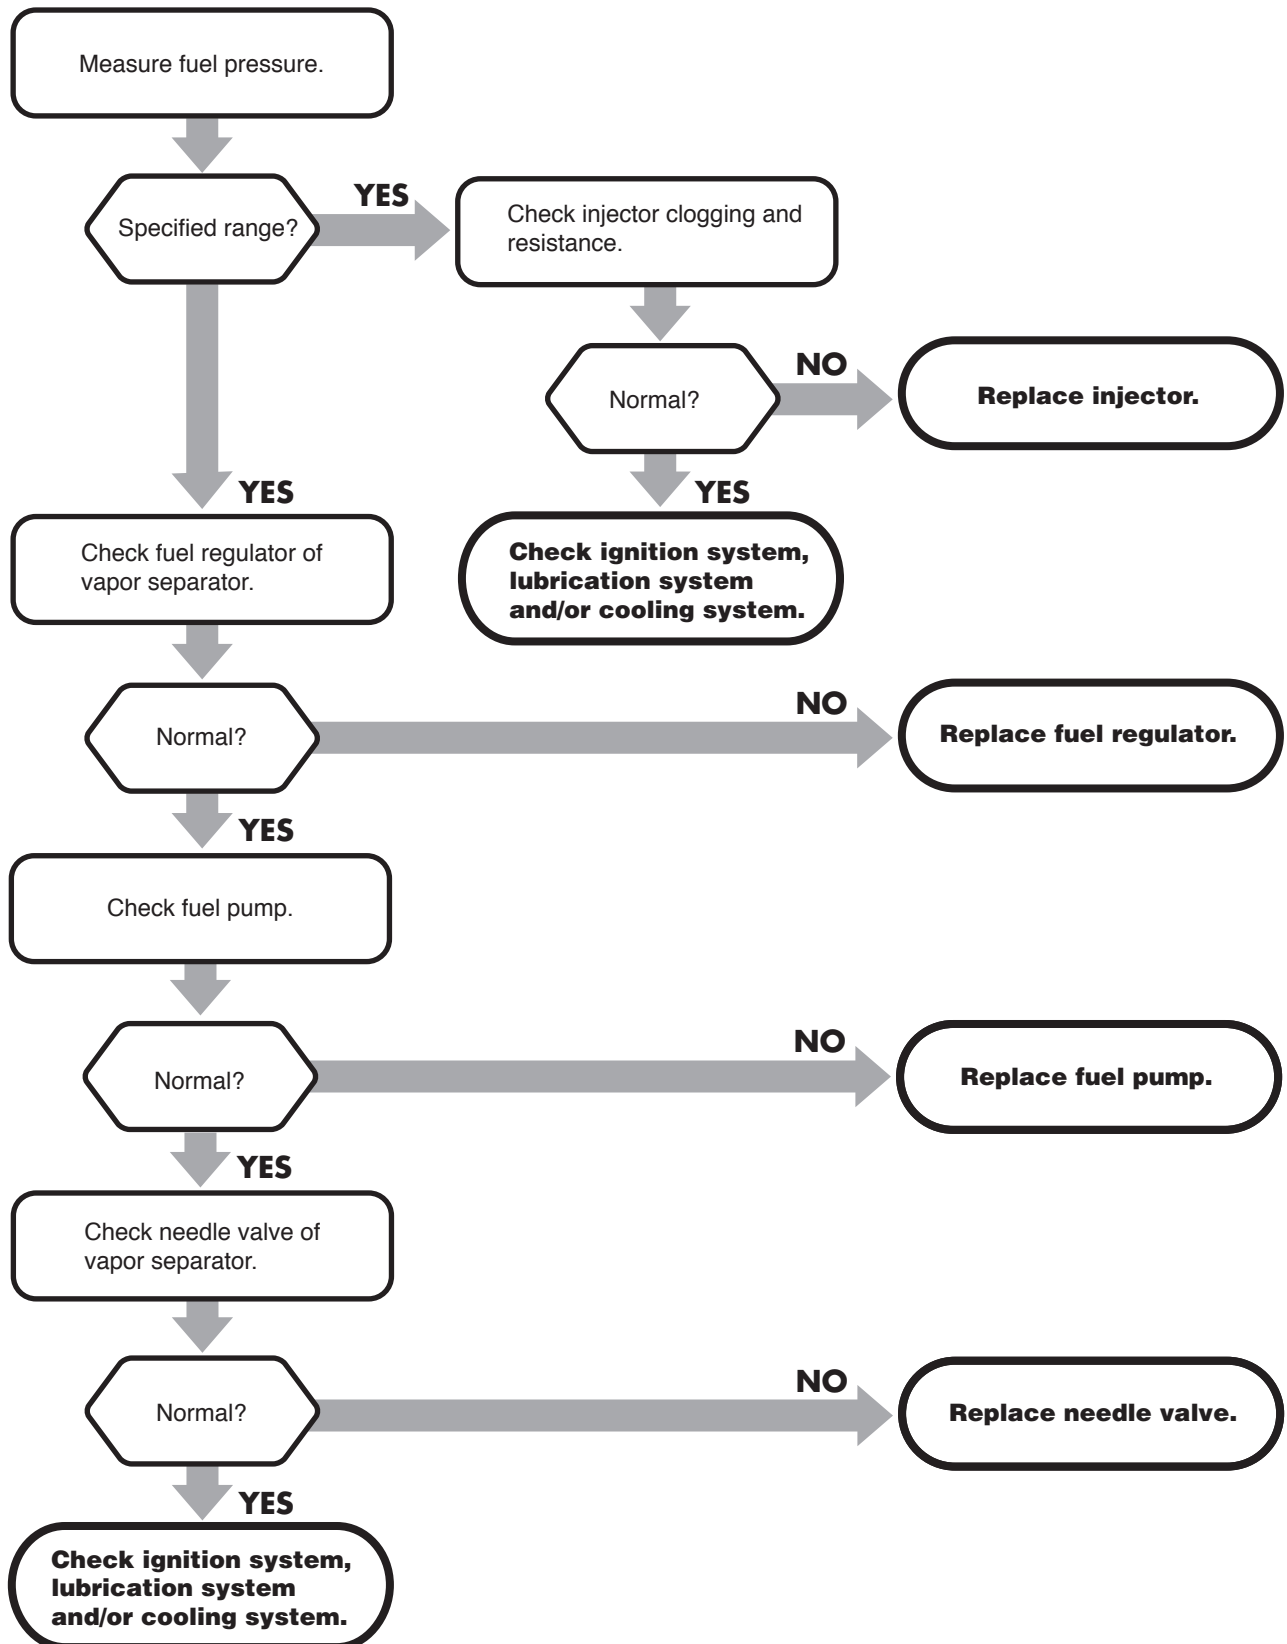 Measure fuel pressure.
Specified range?
YES
Check injector clogging and
resistance.
Normal?
NO
Replace injector.
YES
Check ignition system,
lubrication system
and/or cooling system.
YES
Check fuel regulator of
vapor separator.
Normal?
NO
Replace fuel regulator.
YES
Check fuel pump.
Normal?
NO
Replace fuel pump.
YES
Check needle valve of
vapor separator.
Normal?
NO
Replace needle valve.
YES
Check ignition system,
lubrication system
and/or cooling system.